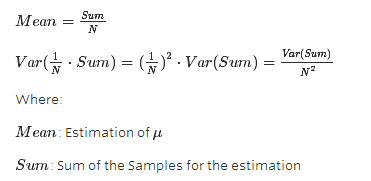 Mean = Sum/N
Var(1/N · Sum) = (1/N)² · Var(Sum) = Var(Sum)/N²
Where:
Mean: Estimation of μ
Sum: Sum of the Samples for the estimation